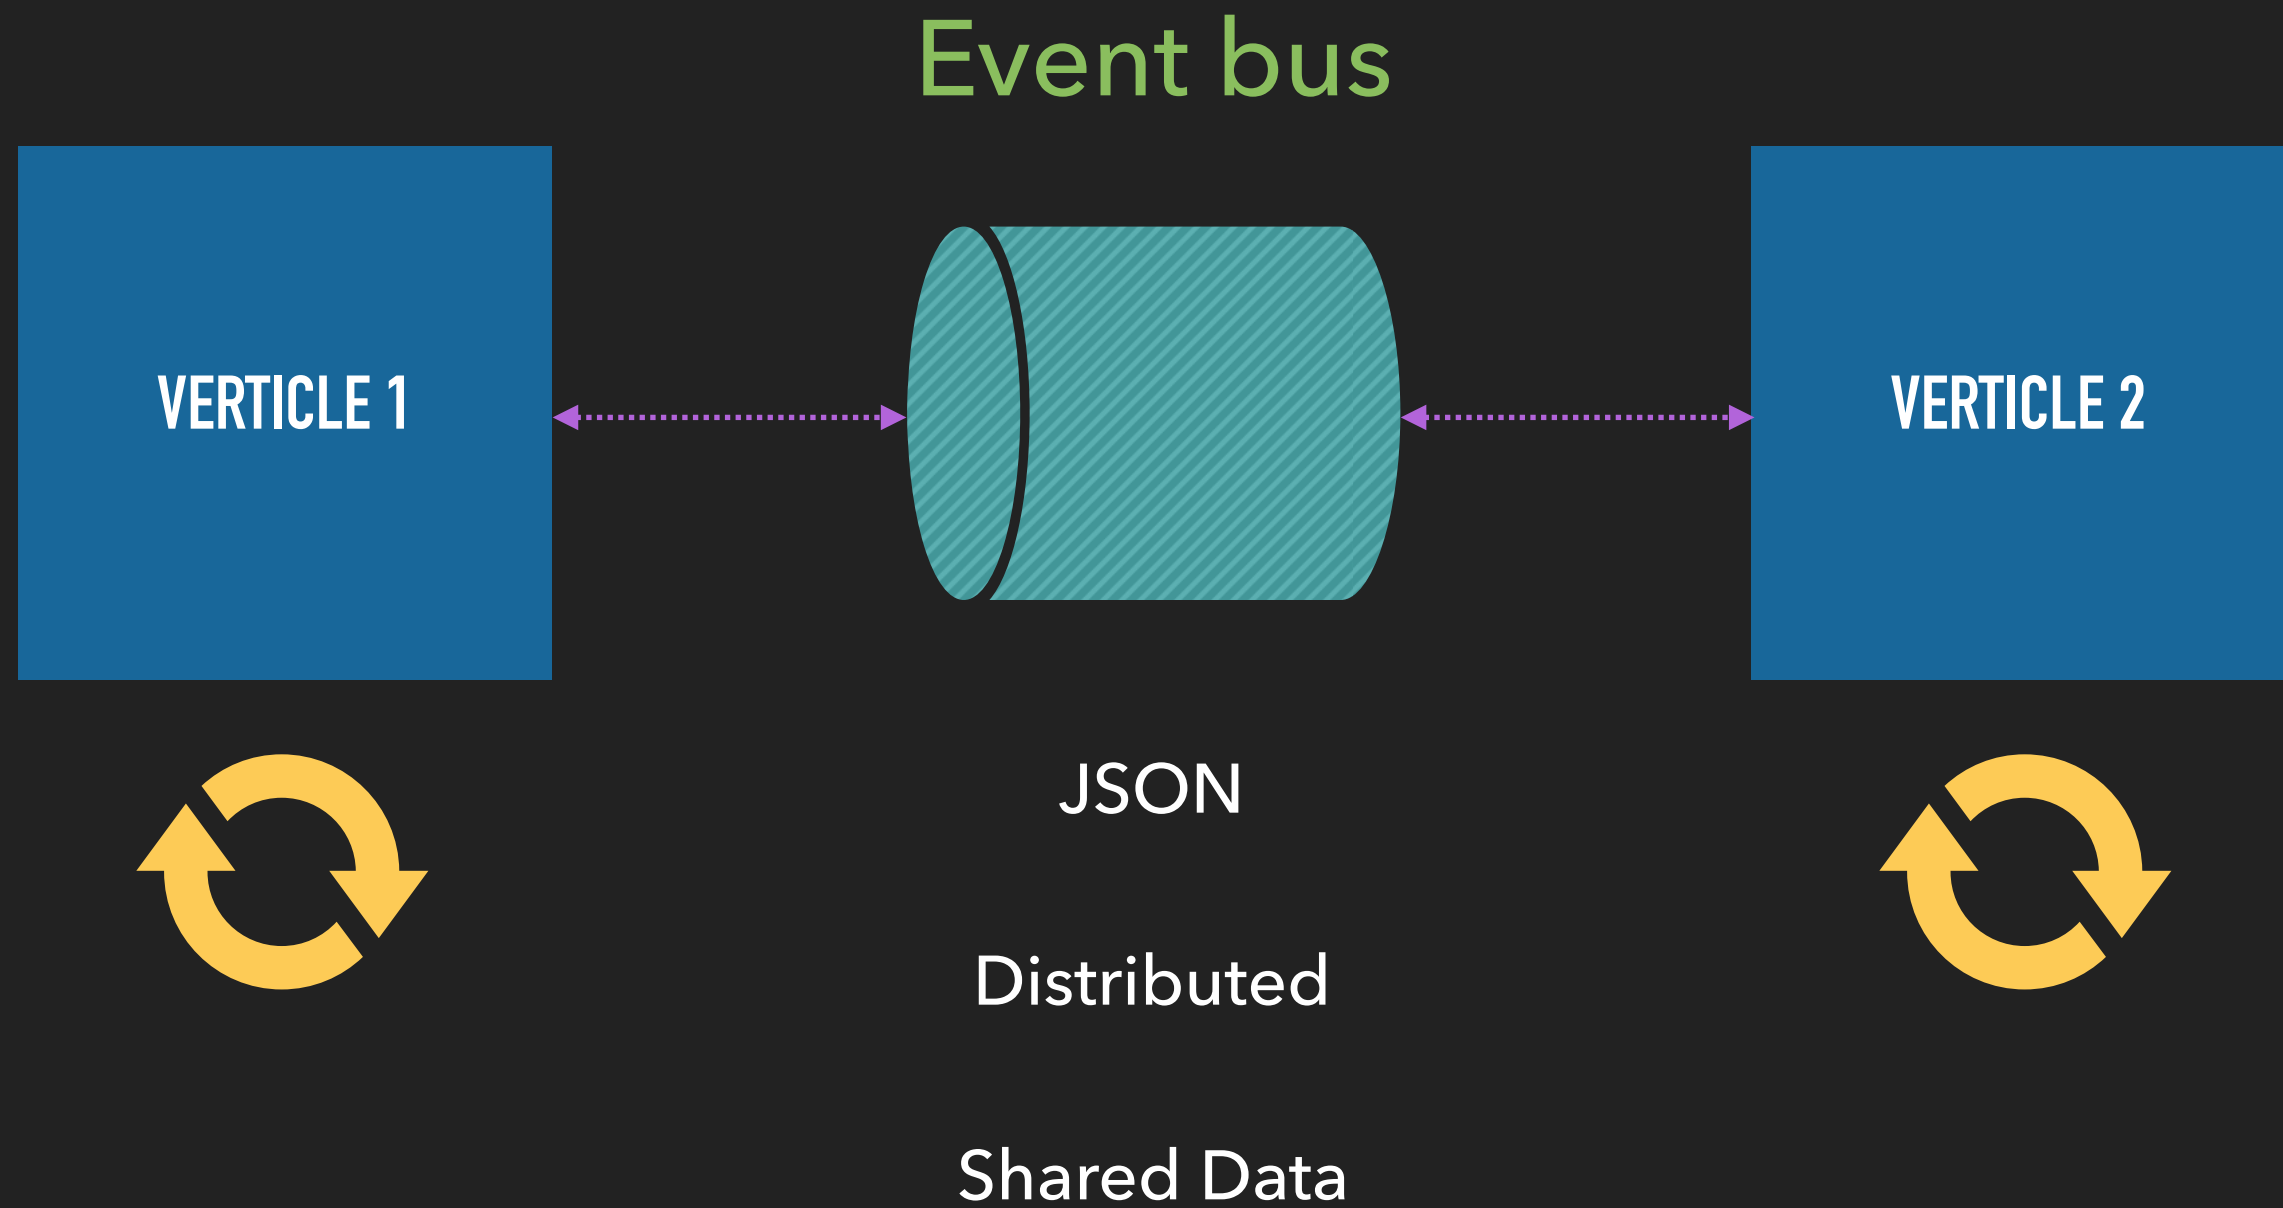 Event bus
VERTICLE 1
VERTICLE 2
JSON
Distributed
Shared Data